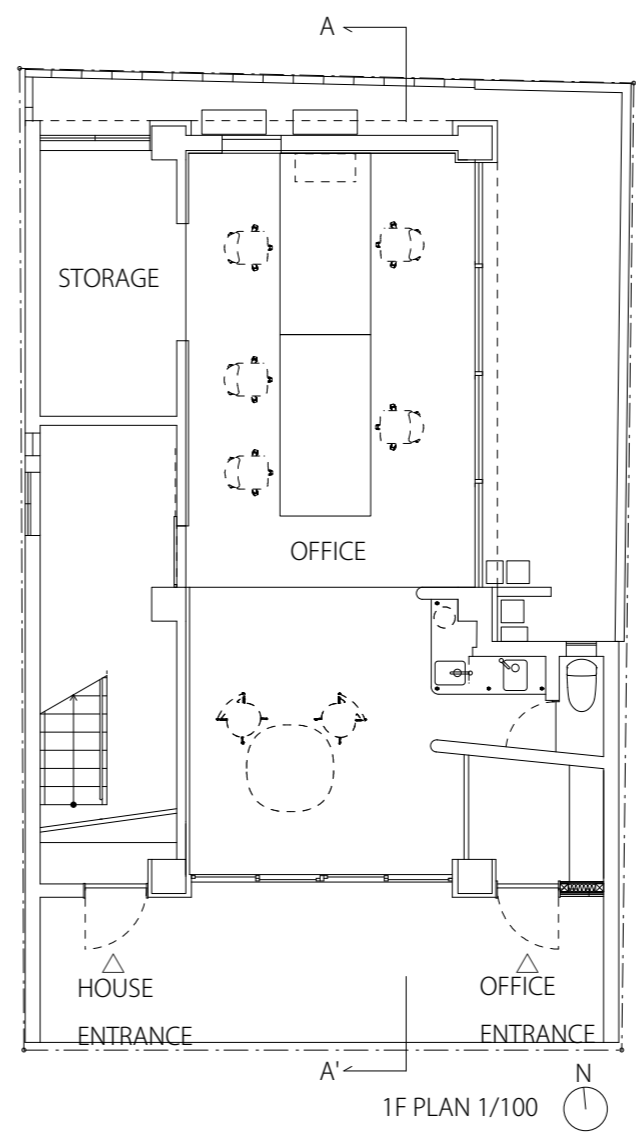 A
STORAGE
OFFICE
HOUSE
ENTRANCE
OFFICE
ENTRANCE
A'
N
1F PLAN 1/100